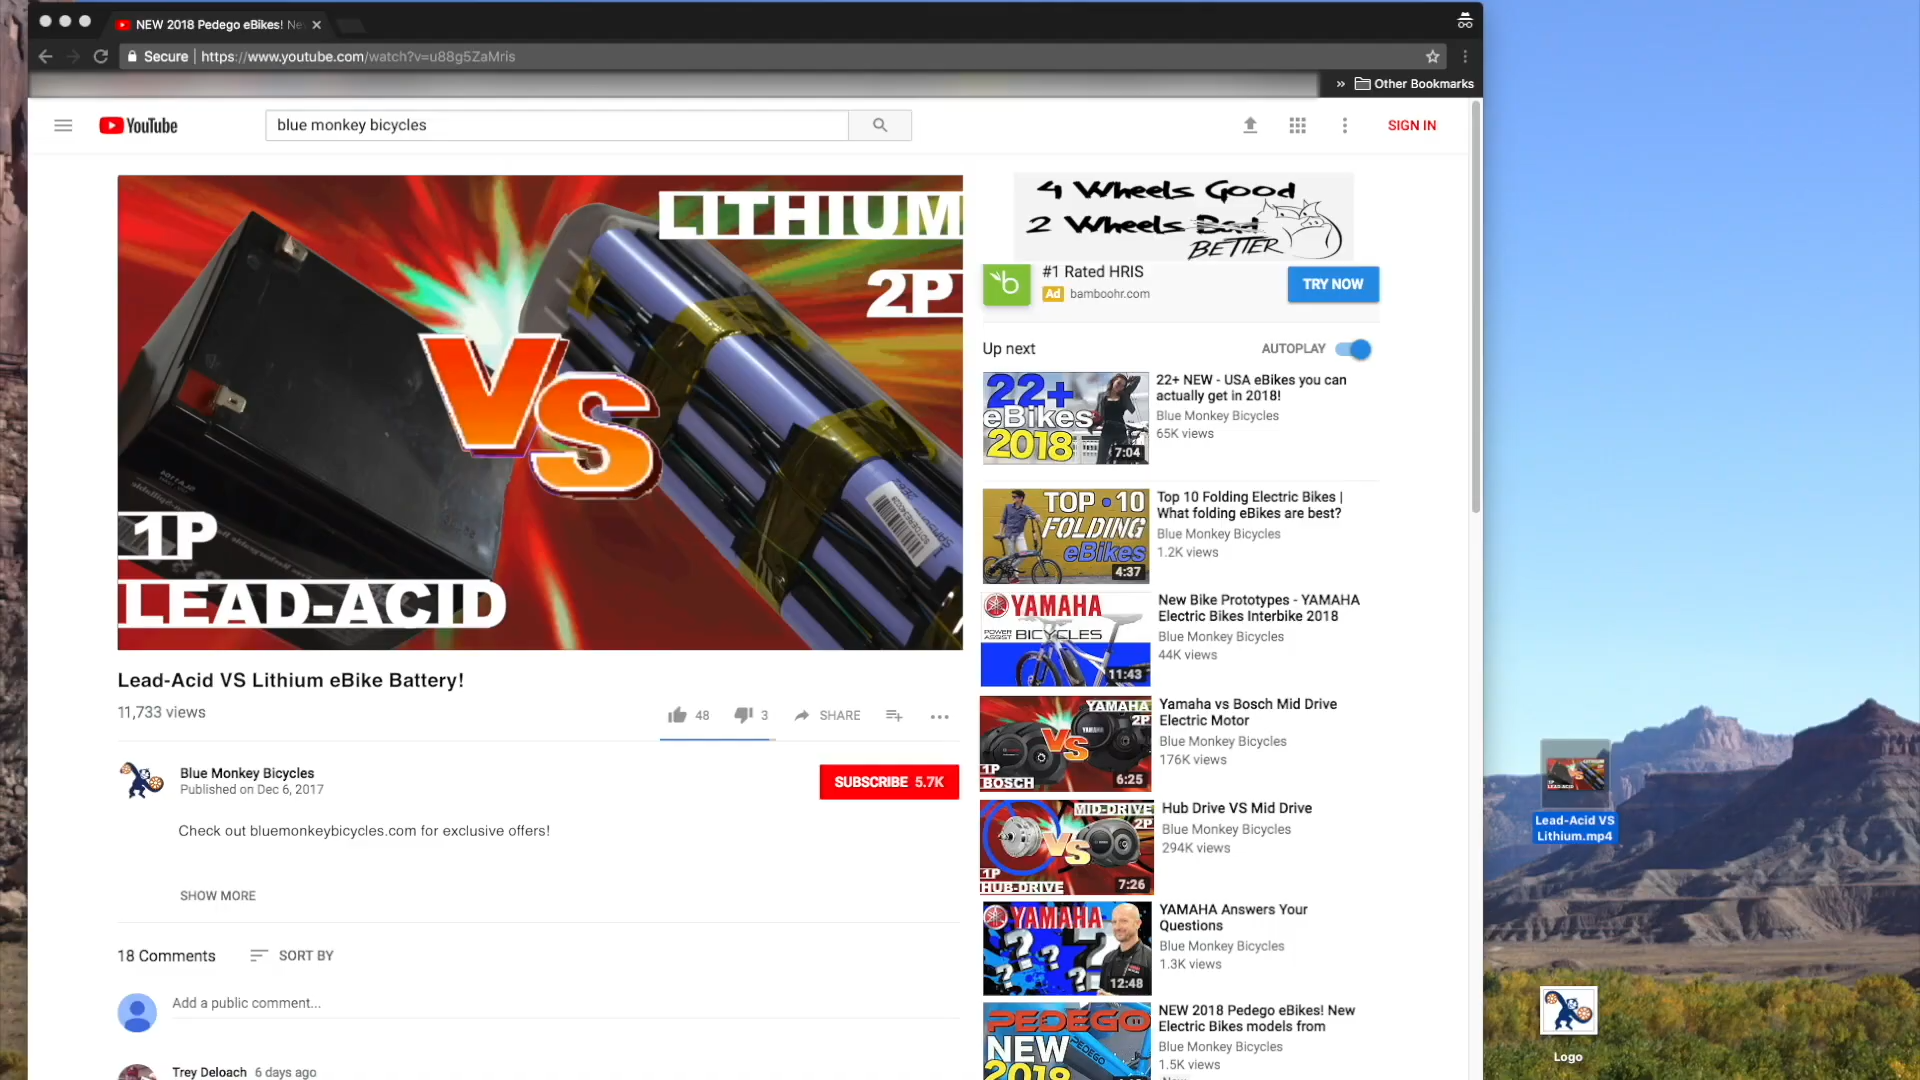 NEW 2018 Pedego eBikes! Ne
Secure | https://www.youtube.com/watch?v=u88g5ZaMris
» Other Bookmarks
YouTube
blue monkey bicycles
SIGN IN
LITHIUM
2P
VS
1P
LEAD-ACID
Lead-Acid VS Lithium eBike Battery!
11,733 views
48
3
SHARE
Blue Monkey Bicycles
Published on Dec 6, 2017
SUBSCRIBE 5.7K
Check out bluemonkeybicycles.com for exclusive offers!
SHOW MORE
18 Comments
SORT BY
Add a public comment...
Trey Deloach 6 days ago
4 Wheels Good
2 Wheels Bad
BETTER
b
#1 Rated HRIS
Ad bamboohr.com
TRY NOW
Up next
AUTOPLAY
22+
eBikes
2018
7:04
22+ NEW - USA eBikes you can
actually get in 2018!
Blue Monkey Bicycles
65K views
TOP • 10
FOLDING
eBikes
4:37
Top 10 Folding Electric Bikes |
What folding eBikes are best?
Blue Monkey Bicycles
1.2K views
YAMAHA
POWER
ASSIST BICYCLES
11:43
New Bike Prototypes - YAMAHA
Electric Bikes Interbike 2018
Blue Monkey Bicycles
44K views
YAMAHA
2P
VS
1P
BOSCH
6:25
Yamaha vs Bosch Mid Drive
Electric Motor
Blue Monkey Bicycles
176K views
MID-DRIVE
2P
VS
1P
HUB-DRIVE
7:26
Hub Drive VS Mid Drive
Blue Monkey Bicycles
294K views
YAMAHA
? ? ? ?
12:48
YAMAHA Answers Your
Questions
Blue Monkey Bicycles
1.3K views
PEDEGO
PEDEGO
NEW
2018
NEW 2018 Pedego eBikes! New
Electric Bikes models from
Blue Monkey Bicycles
1.5K views
Lead-Acid VS
Lithium.mp4
Logo